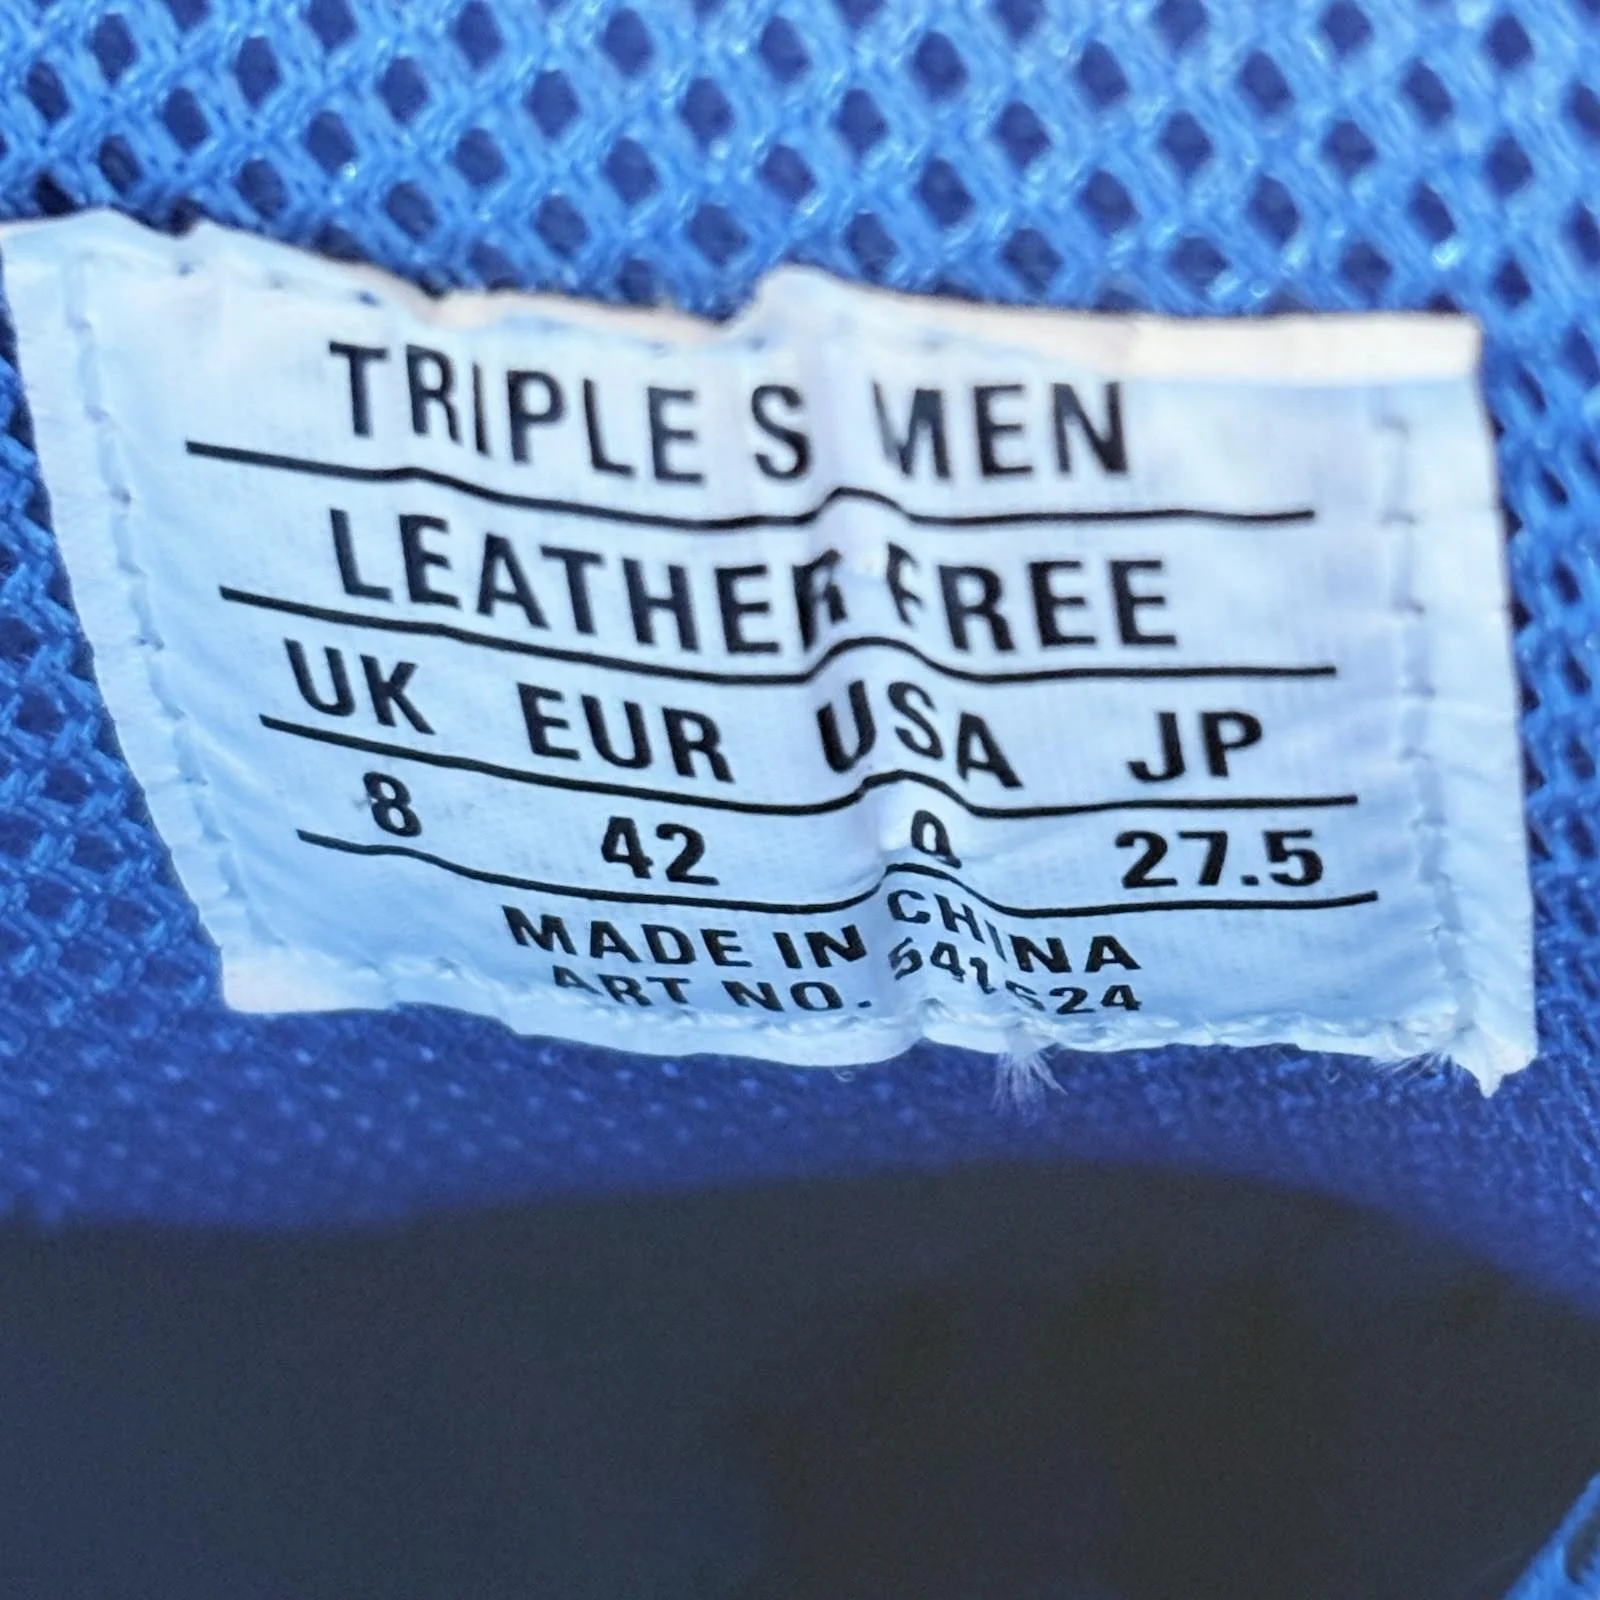 TRIPLE S MEN
LEATHER FREE
UK EUR USA JP
8 42 9 27.5
MADE IN CHINA
ART NO. 541624